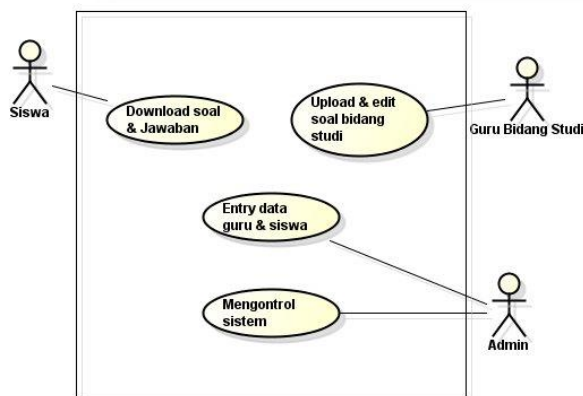 Siswa
Download soal
& Jawaban
Upload & edit
soal bidang
studi
Guru Bidang Studi
Entry data
guru & siswa
Mengontrol
sistem
Admin